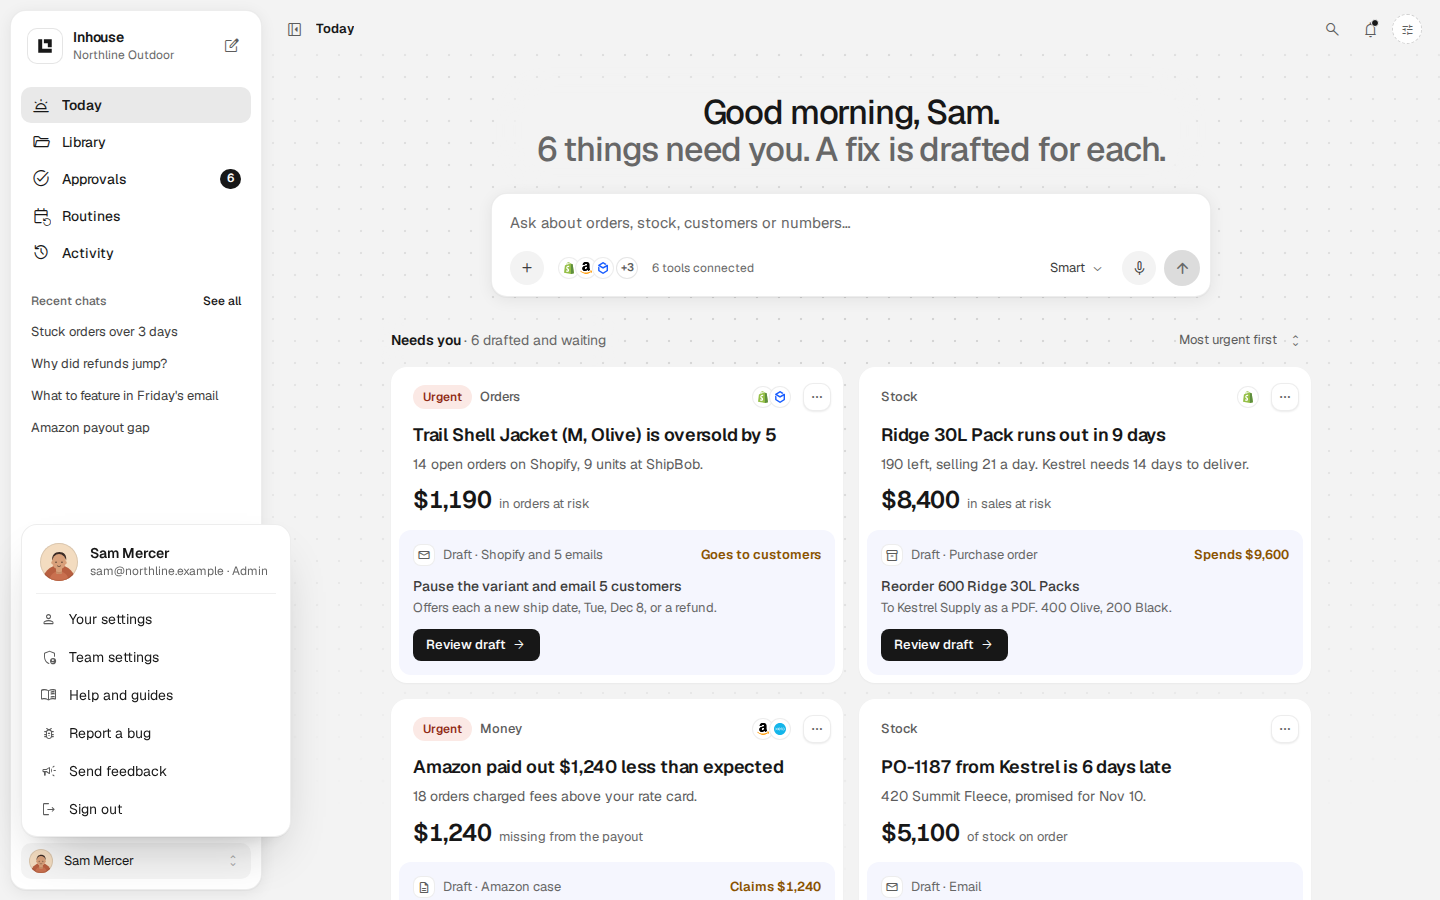 Inhouse
Northline Outdoor
Today
Library
Approvals
6
Routines
Activity
Recent chats
See all
Stuck orders over 3 days
Why did refunds jump?
What to feature in Friday's email
Amazon payout gap
Sam Mercer
sam@northline.example · Admin
Your settings
Team settings
Help and guides
Report a bug
Send feedback
Sign out
Sam Mercer
Today
Good morning, Sam.
6 things need you. A fix is drafted for each.
Ask about orders, stock, customers or numbers…
+3
6 tools connected
Smart
Needs you · 6 drafted and waiting
Most urgent first
Urgent
Orders
Trail Shell Jacket (M, Olive) is oversold by 5
14 open orders on Shopify, 9 units at ShipBob.
$1,190 in orders at risk
Draft · Shopify and 5 emails
Goes to customers
Pause the variant and email 5 customers
Offers each a new ship date, Tue, Dec 8, or a refund.
Review draft
Stock
Ridge 30L Pack runs out in 9 days
190 left, selling 21 a day. Kestrel needs 14 days to deliver.
$8,400 in sales at risk
Draft · Purchase order
Spends $9,600
Reorder 600 Ridge 30L Packs
To Kestrel Supply as a PDF. 400 Olive, 200 Black.
Review draft
Urgent
Money
Amazon paid out $1,240 less than expected
18 orders charged fees above your rate card.
$1,240 missing from the payout
Draft · Amazon case
Claims $1,240
Stock
PO-1187 from Kestrel is 6 days late
420 Summit Fleece, promised for Nov 10.
$5,100 of stock on order
Draft · Email